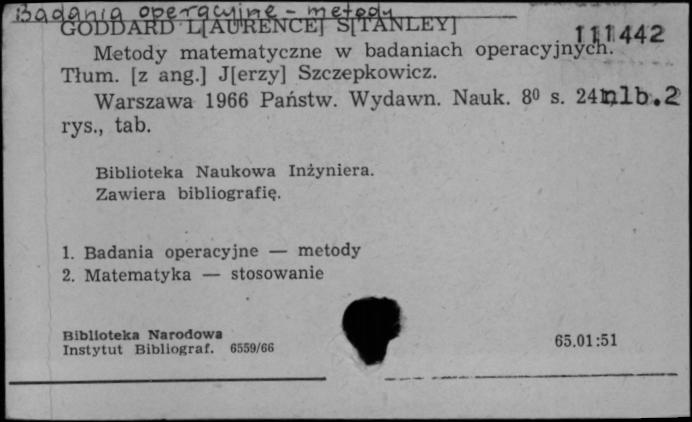 Badania operacyjne - metody
GODDARD L[AURENCE] S[TANLEY]
111442
Metody matematyczne w badaniach operacyjnych.
Tłum. [z ang.] J[erzy] Szczepkowicz.
Warszawa 1966 Państw. Wydawn. Nauk. 8⁰ s. 241 nlb.2
rys., tab.
Biblioteka Naukowa Inżyniera.
Zawiera bibliografię.
1. Badania operacyjne — metody
2. Matematyka — stosowanie
Biblioteka Narodowa
Instytut Bibliograf. 6559/66
65.01:51